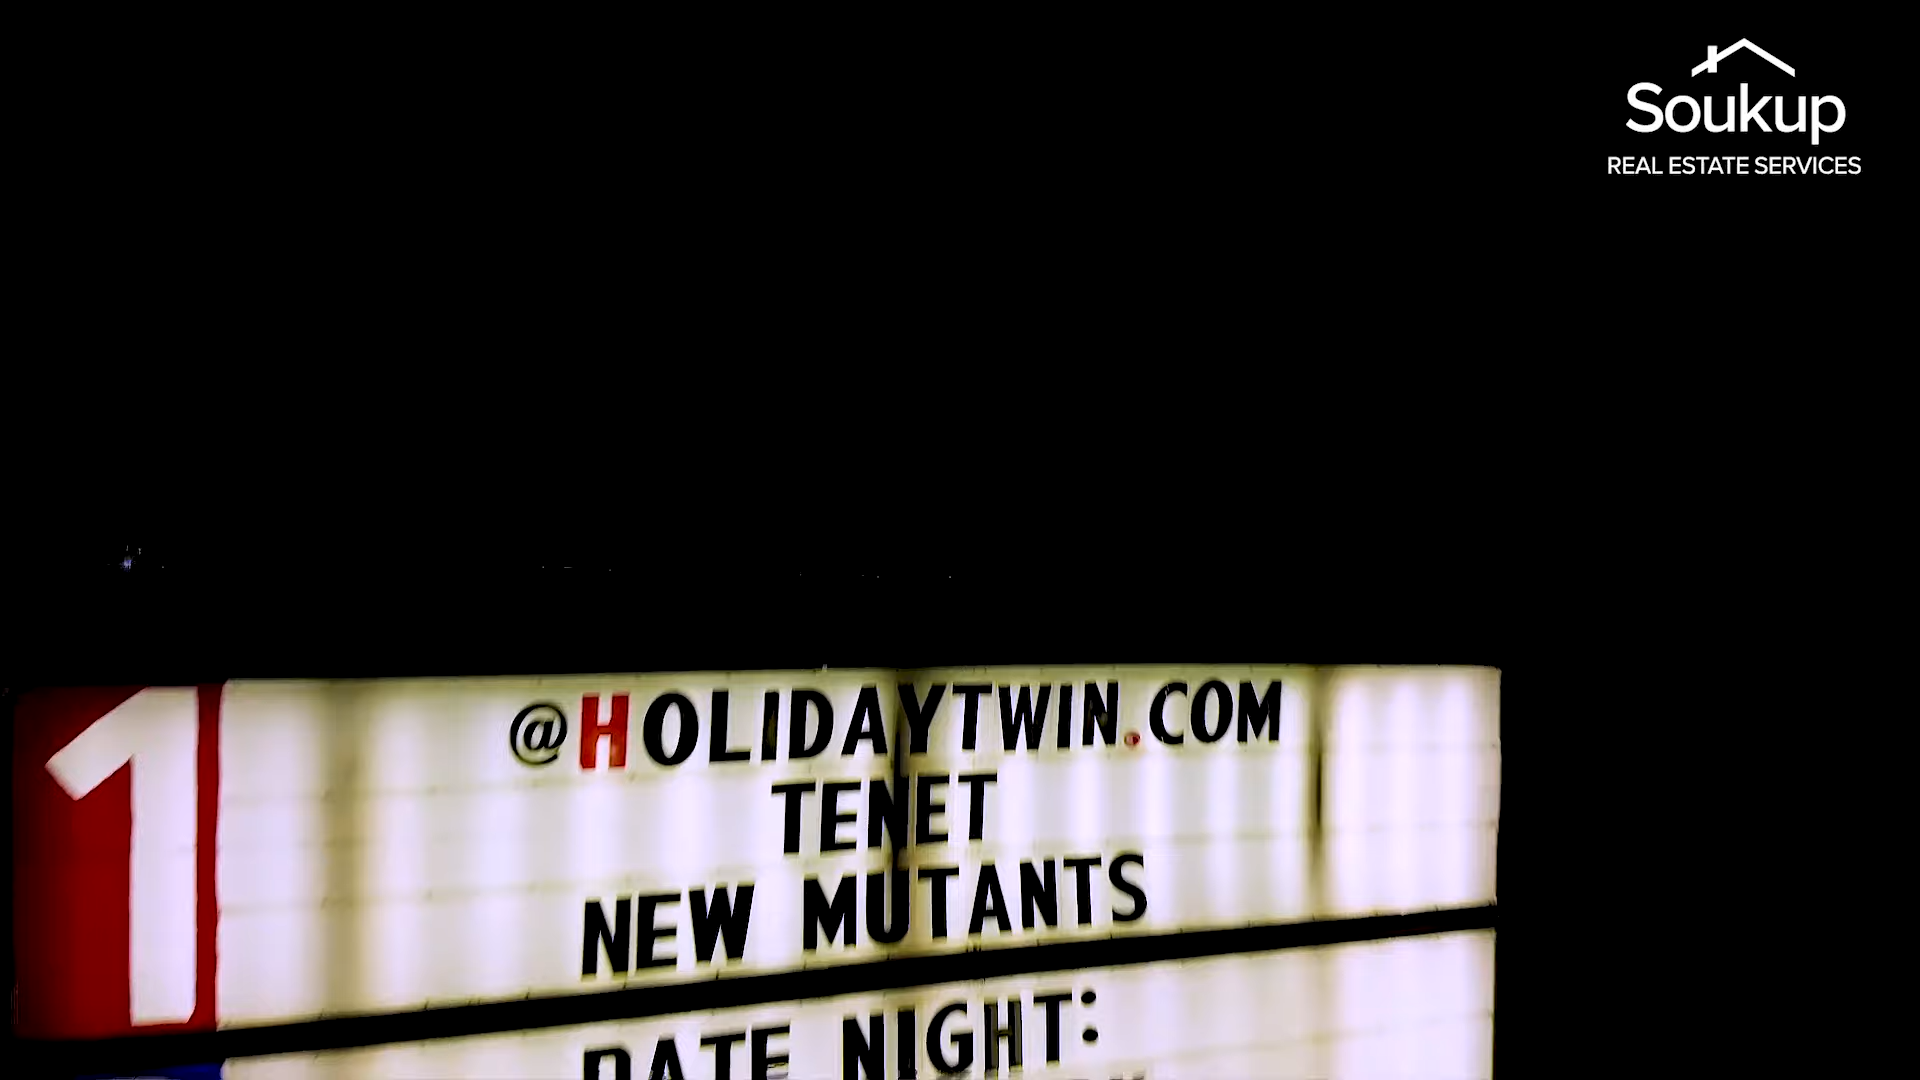 Soukup
REAL ESTATE SERVICES
1
@HOLIDAYTWIN.COM
TENET
NEW MUTANTS
DATE NIGHT: